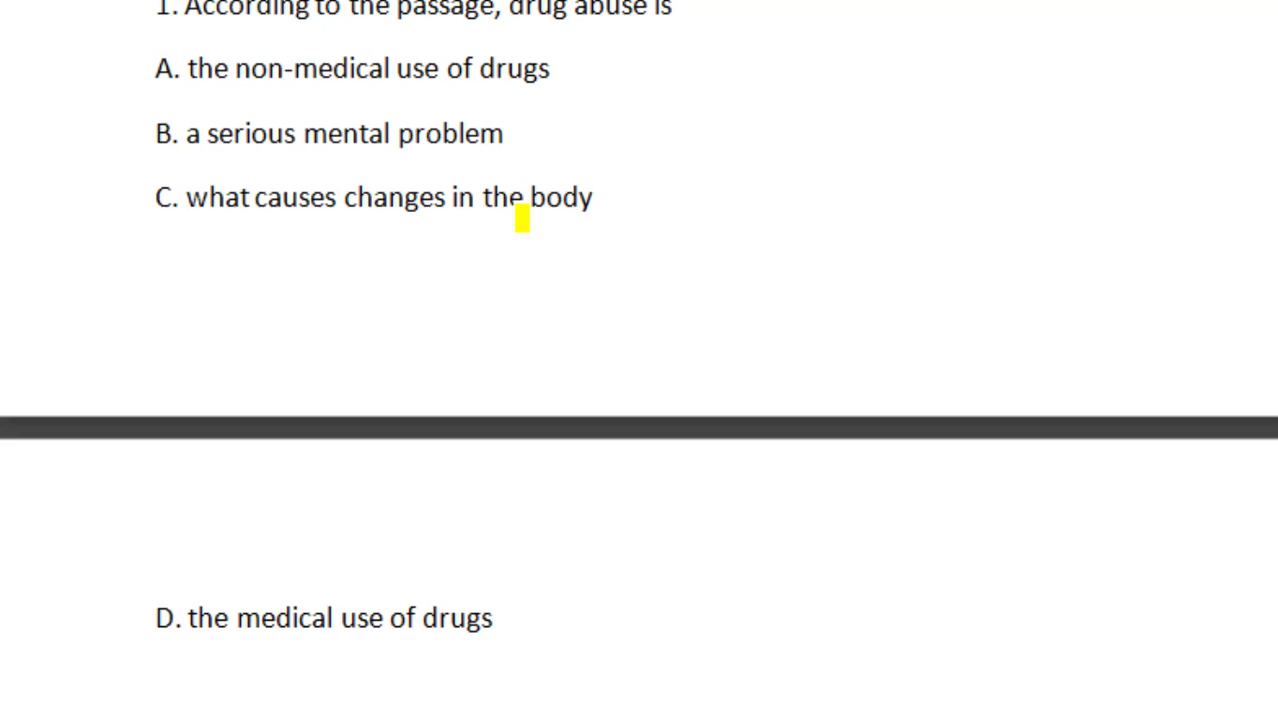 1. According to the passage, drug abuse is
A. the non-medical use of drugs
B. a serious mental problem
C. what causes changes in the body
D. the medical use of drugs